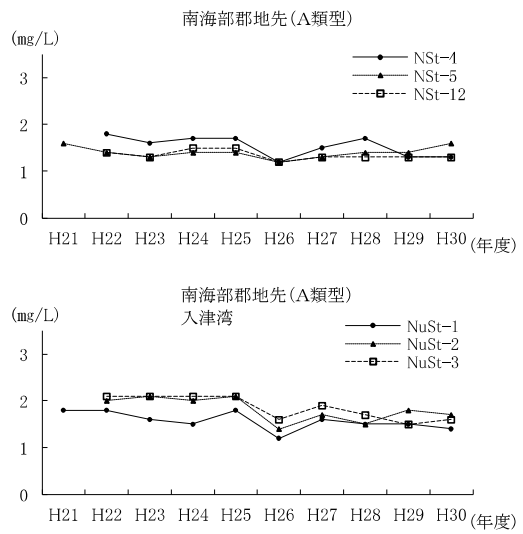 南海部郡地先（A類型）
(mg/L)
NSt-4
NSt-5
NSt-12
3
2
1
0
H21 H22 H23 H24 H25 H26 H27 H28 H29 H30 (年度)
南海部郡地先（A類型）
入津湾
(mg/L)
NuSt-1
NuSt-2
NuSt-3
3
2
1
0
H21 H22 H23 H24 H25 H26 H27 H28 H29 H30 (年度)